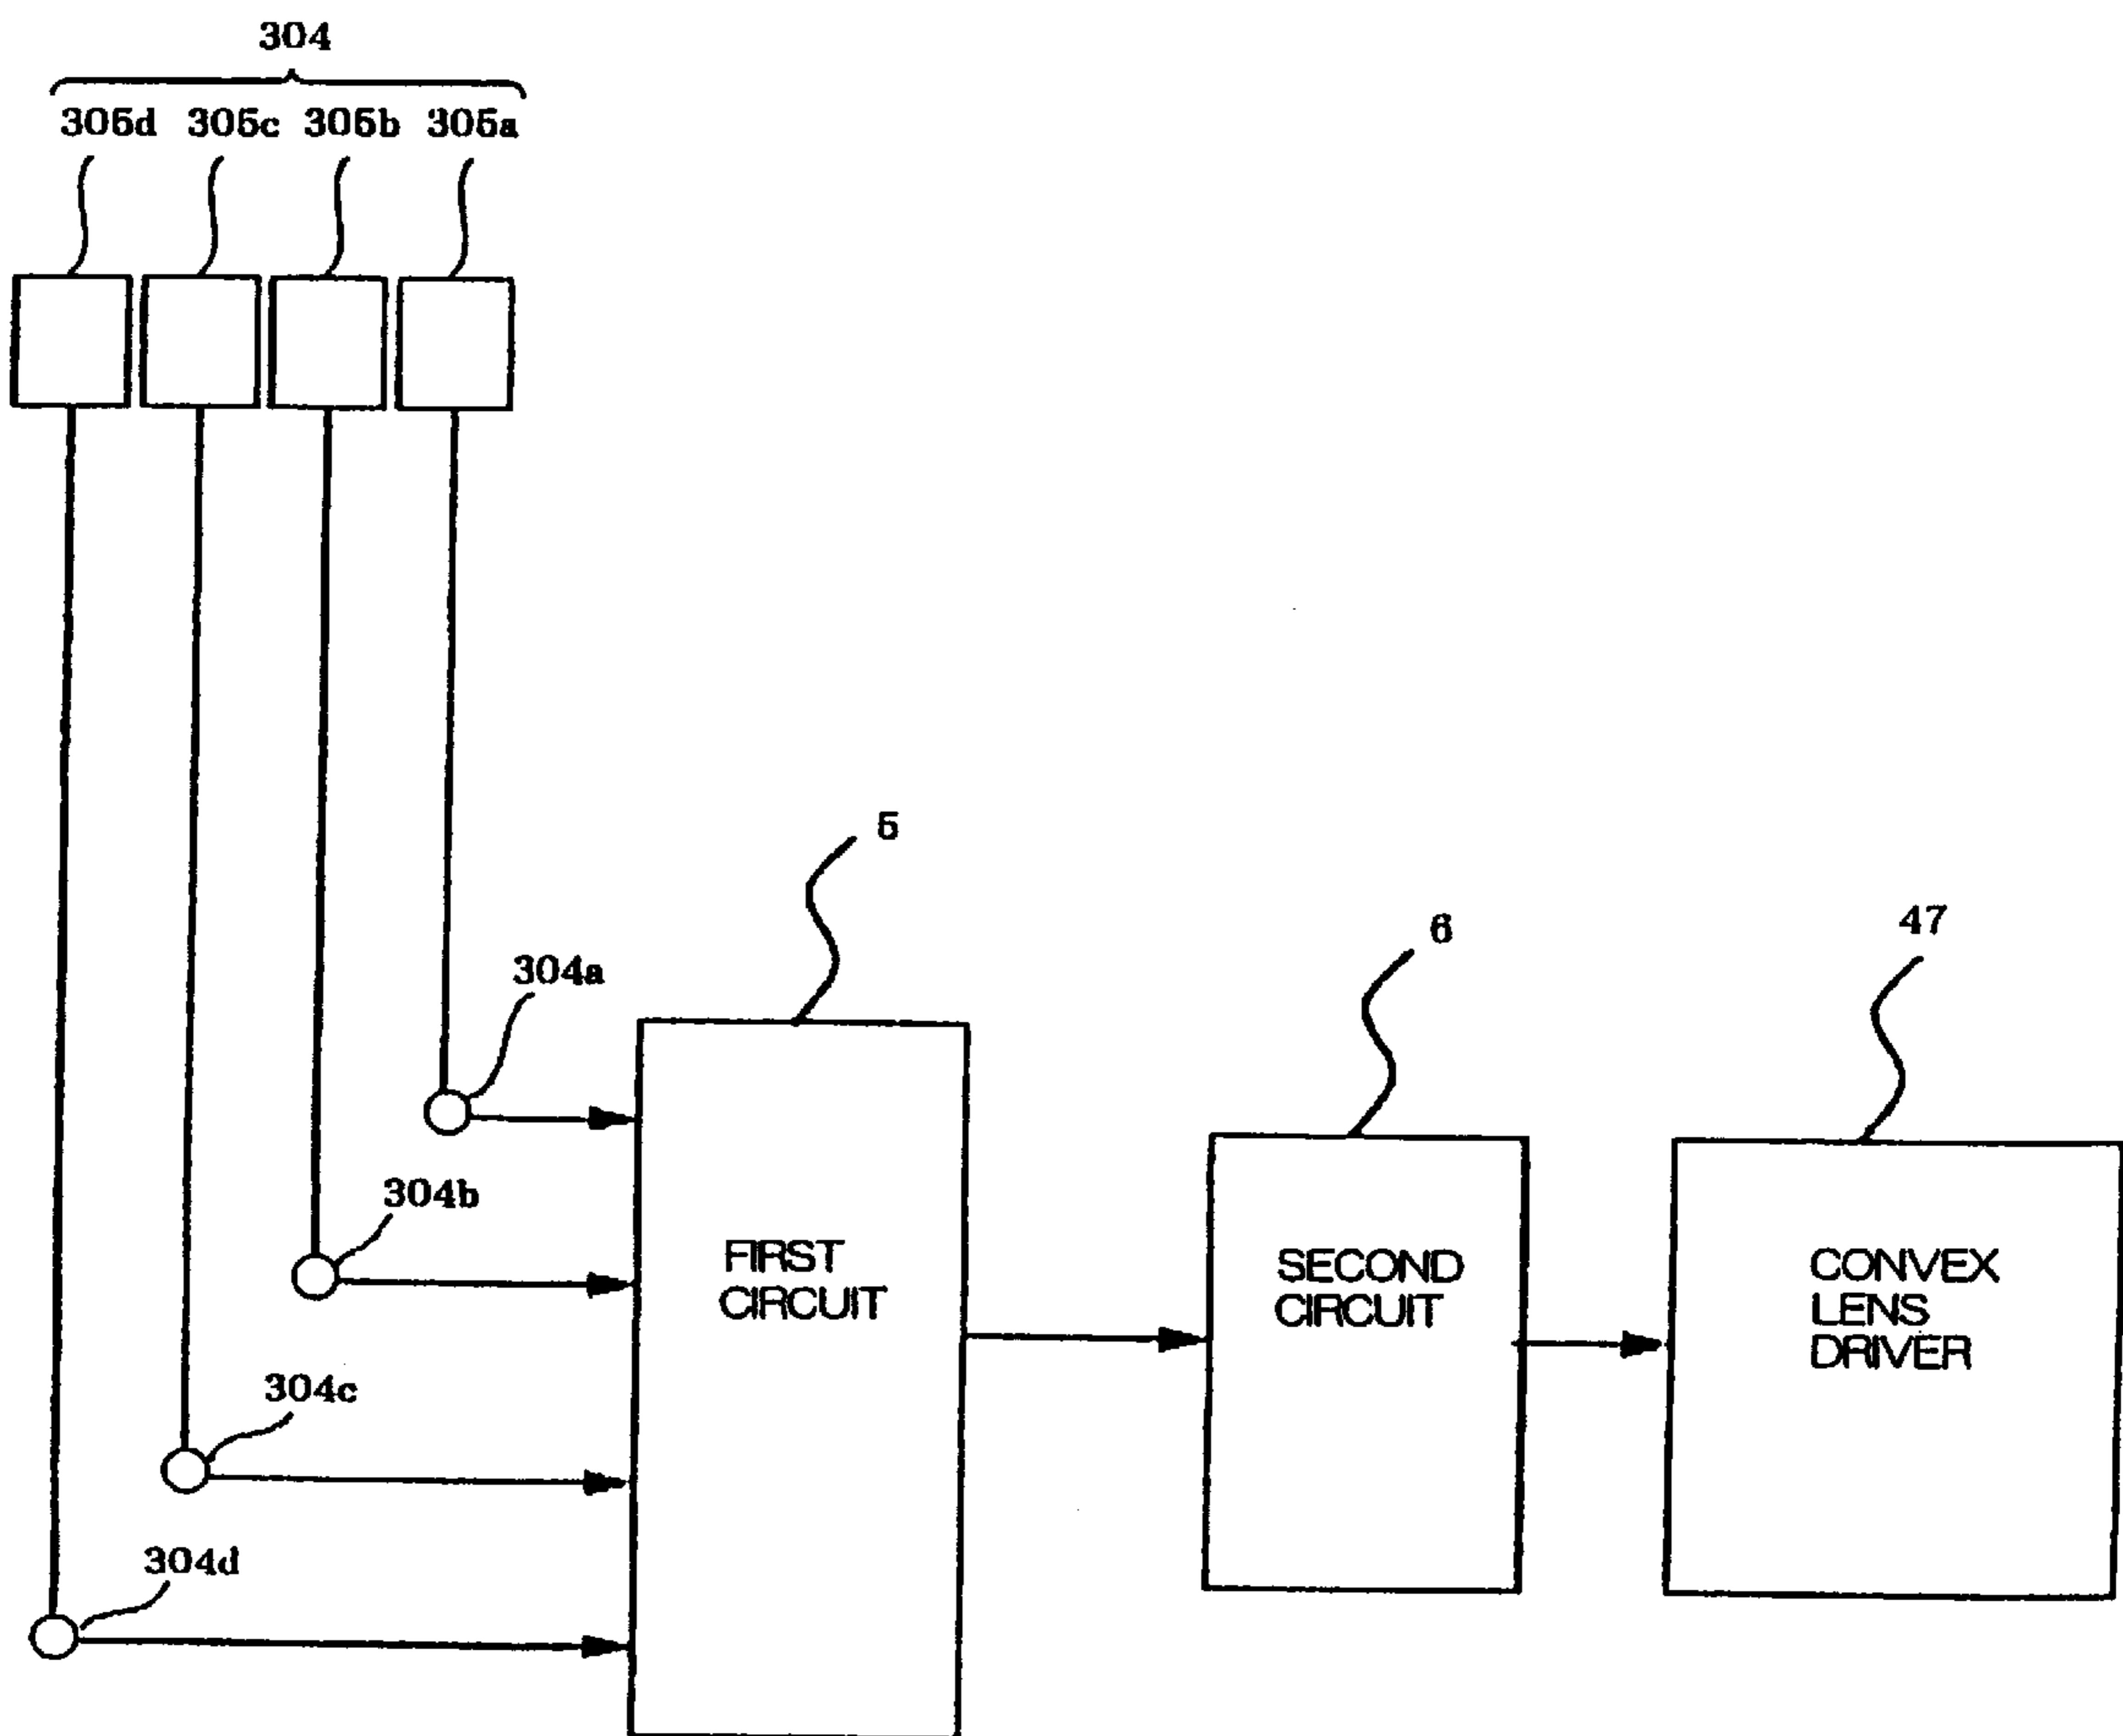 304
305d 305c 305b 305a
5
6
47
304a
304b
304c
304d
FIRST
CIRCUIT
SECOND
CIRCUIT
CONVEX
LENS
DRIVER